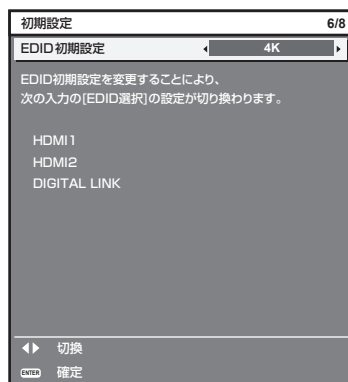 初期設定 6/8
EDID初期設定 4K
EDID初期設定を変更することにより、
次の入力の[EDID選択]の設定が切り換わります。
HDMI1
HDMI2
DIGITAL LINK
切換
ENTER 確定